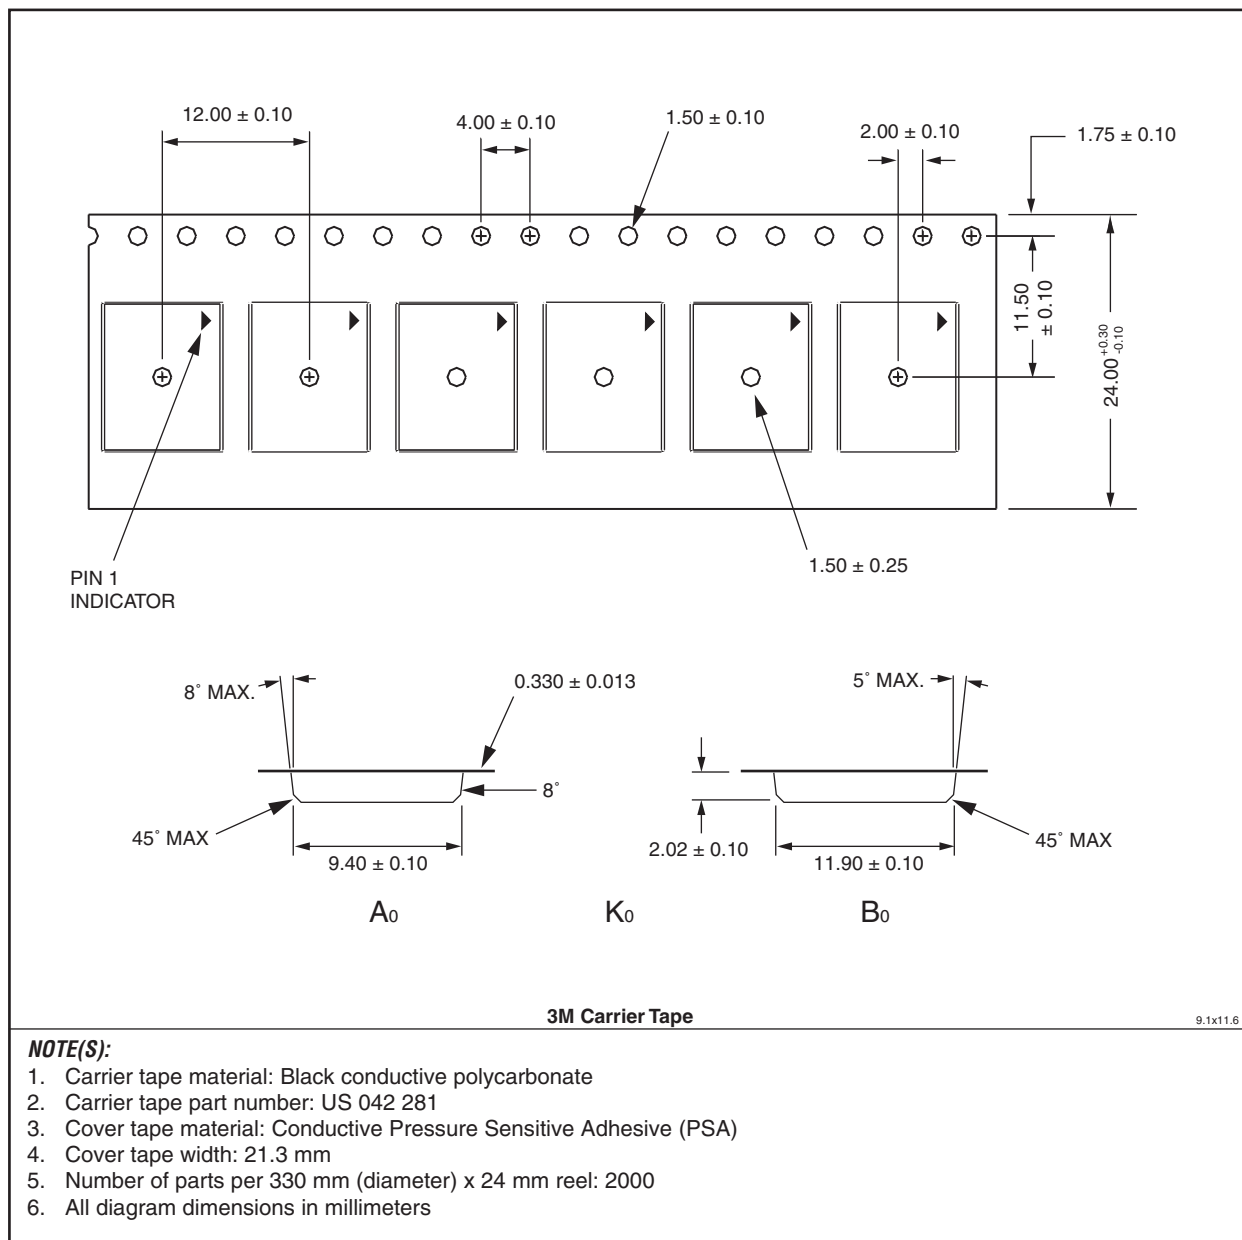 12.00 ± 0.10
4.00 ± 0.10
1.50 ± 0.10
2.00 ± 0.10
1.75 ± 0.10
11.50
± 0.10
24.00 +0.30
-0.10
PIN 1
INDICATOR
1.50 ± 0.25
8° MAX.
0.330 ± 0.013
5° MAX.
8°
45° MAX
9.40 ± 0.10
2.02 ± 0.10
11.90 ± 0.10
45° MAX
A0
K0
B0
3M Carrier Tape
9.1x11.6
NOTE(S):
1. Carrier tape material: Black conductive polycarbonate
2. Carrier tape part number: US 042 281
3. Cover tape material: Conductive Pressure Sensitive Adhesive (PSA)
4. Cover tape width: 21.3 mm
5. Number of parts per 330 mm (diameter) x 24 mm reel: 2000
6. All diagram dimensions in millimeters